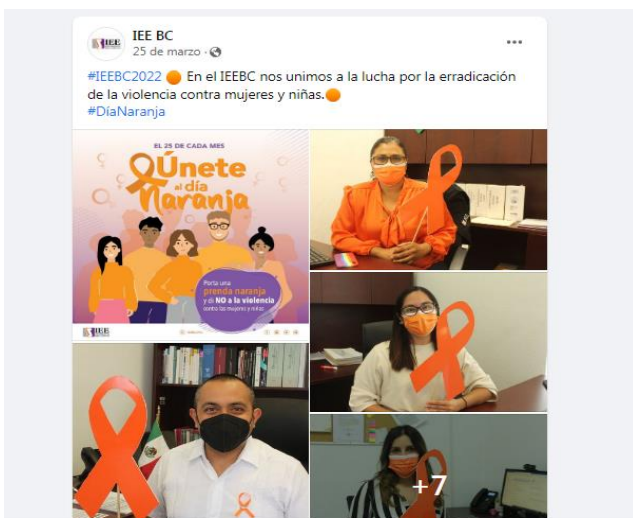 IEE BC
25 de marzo ·
#IEEBC2022 🟠 En el IEEBC nos unimos a la lucha por la erradicación
de la violencia contra mujeres y niñas.🟠
#DíaNaranja
EL 25 DE CADA MES
Únete
al día
Naranja
Porta una
prenda naranja
y di NO a la violencia
contra las mujeres y niñas
IEE
IEE
+7